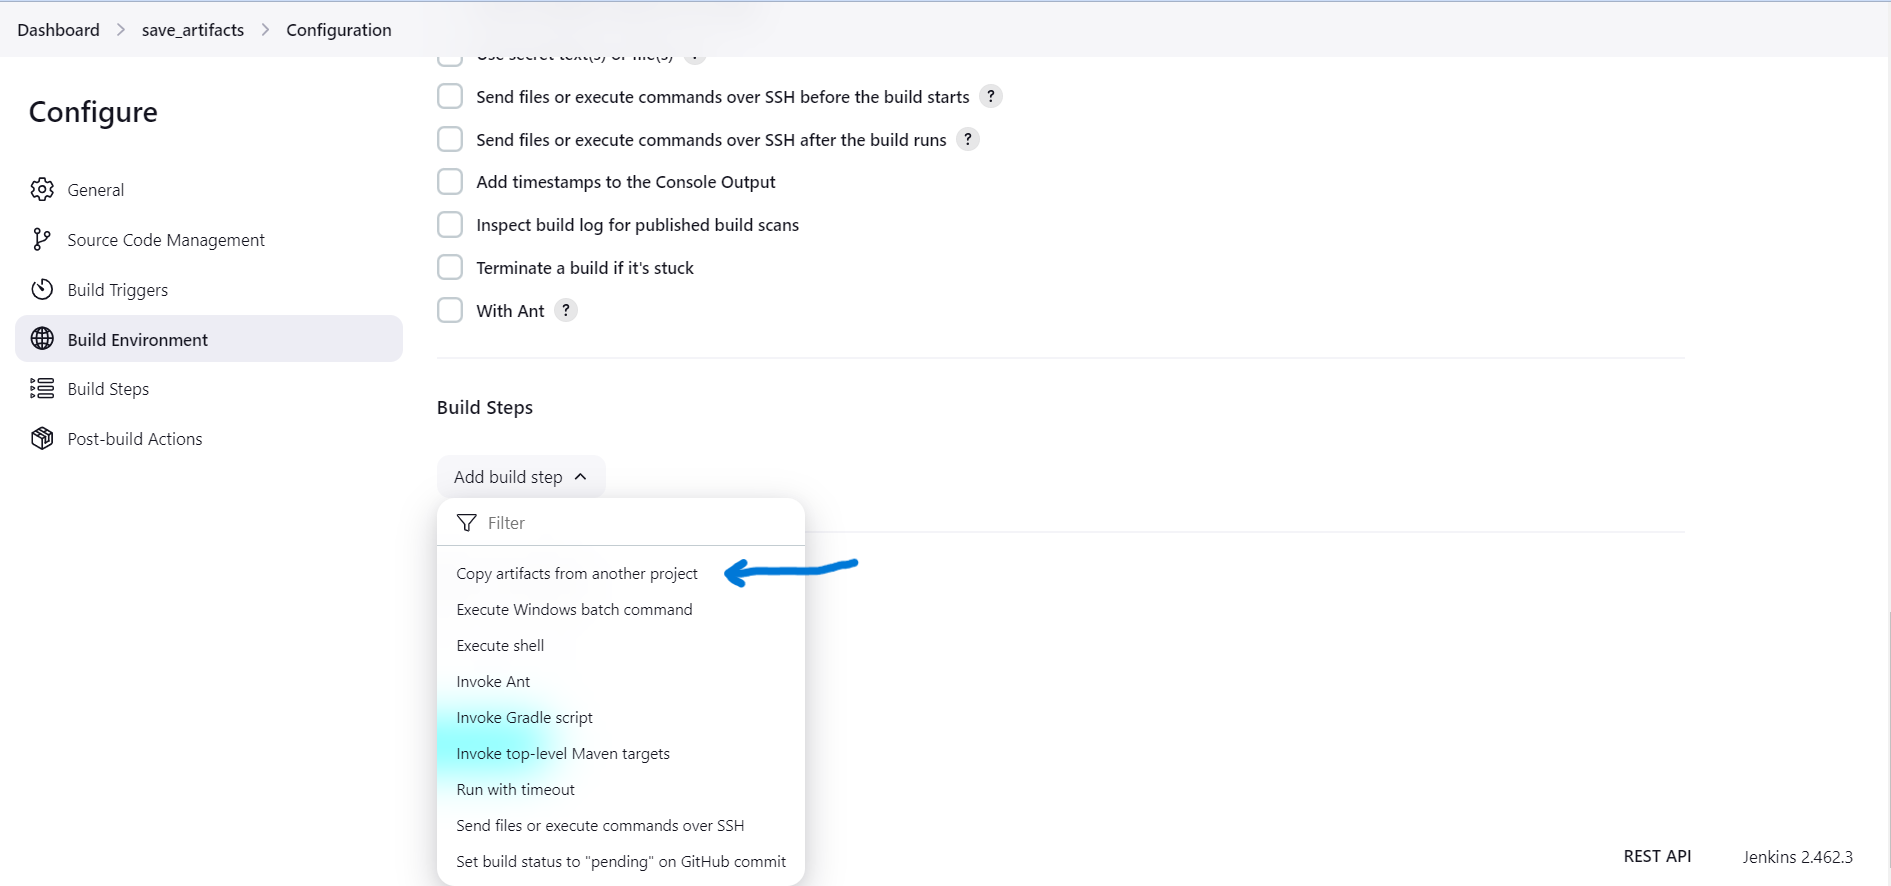 Dashboard > save_artifacts > Configuration
Configure
General
Source Code Management
Build Triggers
Build Environment
Build Steps
Post-build Actions
Use secret text(s) or file(s) ?
Send files or execute commands over SSH before the build starts ?
Send files or execute commands over SSH after the build runs ?
Add timestamps to the Console Output
Inspect build log for published build scans
Terminate a build if it's stuck
With Ant ?
Build Steps
Add build step
Filter
Copy artifacts from another project
Execute Windows batch command
Execute shell
Invoke Ant
Invoke Gradle script
Invoke top-level Maven targets
Run with timeout
Send files or execute commands over SSH
Set build status to "pending" on GitHub commit
REST API Jenkins 2.462.3